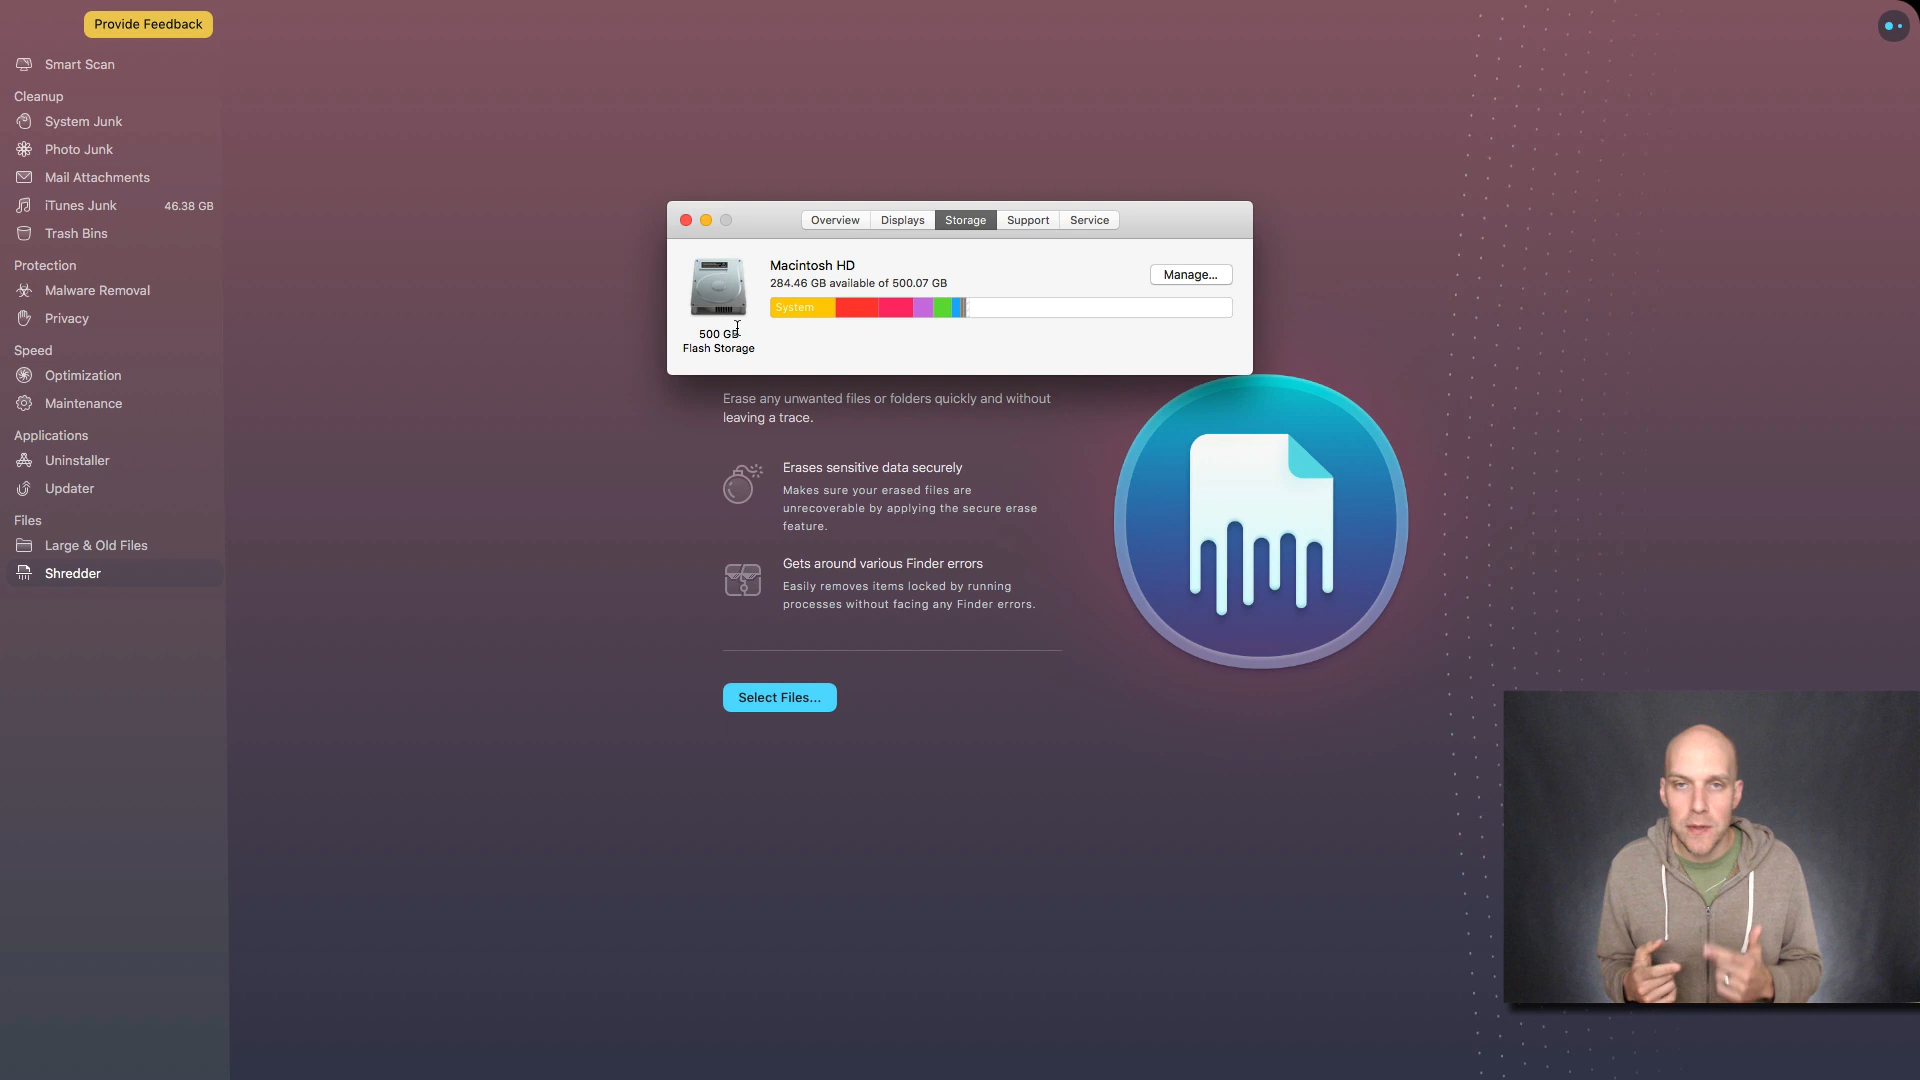 Provide Feedback
Smart Scan
Cleanup
System Junk
Photo Junk
Mail Attachments
iTunes Junk 46.38 GB
Trash Bins
Protection
Malware Removal
Privacy
Speed
Optimization
Maintenance
Applications
Uninstaller
Updater
Files
Large & Old Files
Shredder
Overview Displays Storage Support Service
Macintosh HD
284.46 GB available of 500.07 GB
Manage...
System
500 GB
Flash Storage
Erase any unwanted files or folders quickly and without
leaving a trace.
Erases sensitive data securely
Makes sure your erased files are
unrecoverable by applying the secure erase
feature.
Gets around various Finder errors
Easily removes items locked by running
processes without facing any Finder errors.
Select Files...